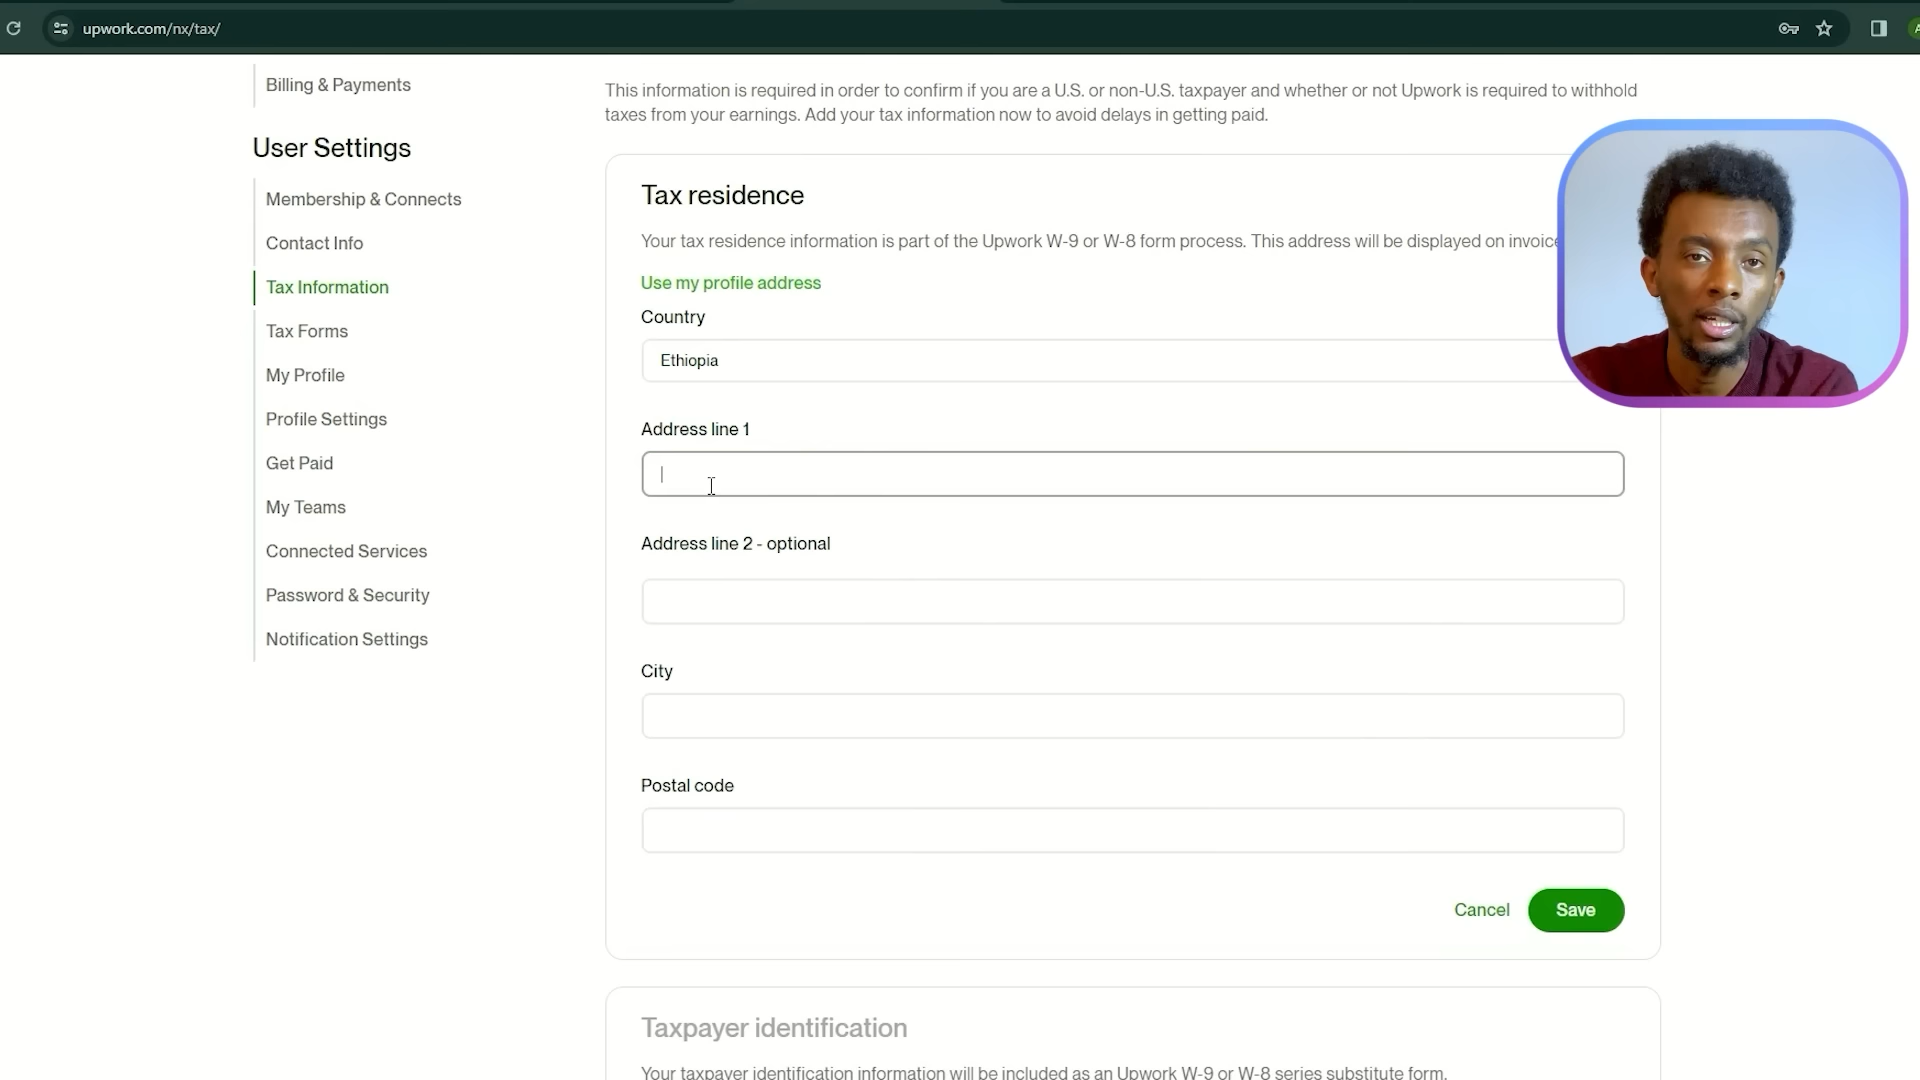 upwork.com/nx/tax/
Billing & Payments
User Settings
Membership & Connects
Contact Info
Tax Information
Tax Forms
My Profile
Profile Settings
Get Paid
My Teams
Connected Services
Password & Security
Notification Settings
This information is required in order to confirm if you are a U.S. or non-U.S. taxpayer and whether or not Upwork is required to withhold
taxes from your earnings. Add your tax information now to avoid delays in getting paid.
Tax residence
Your tax residence information is part of the Upwork W-9 or W-8 form process. This address will be displayed on
Use my profile address
Country
Ethiopia
Address line 1
Address line 2 - optional
City
Postal code
Cancel
Save
Taxpayer identification
Your taxpayer identification information will be included as an Upwork W-9 or W-8 series substitute form.